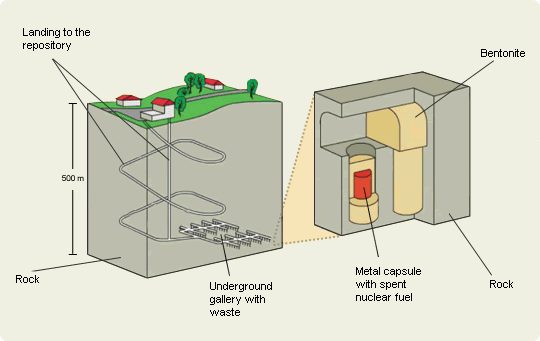 Landing to the
repository
Bentonite
500 m
Rock
Underground
gallery with
waste
Metal capsule
with spent
nuclear fuel
Rock